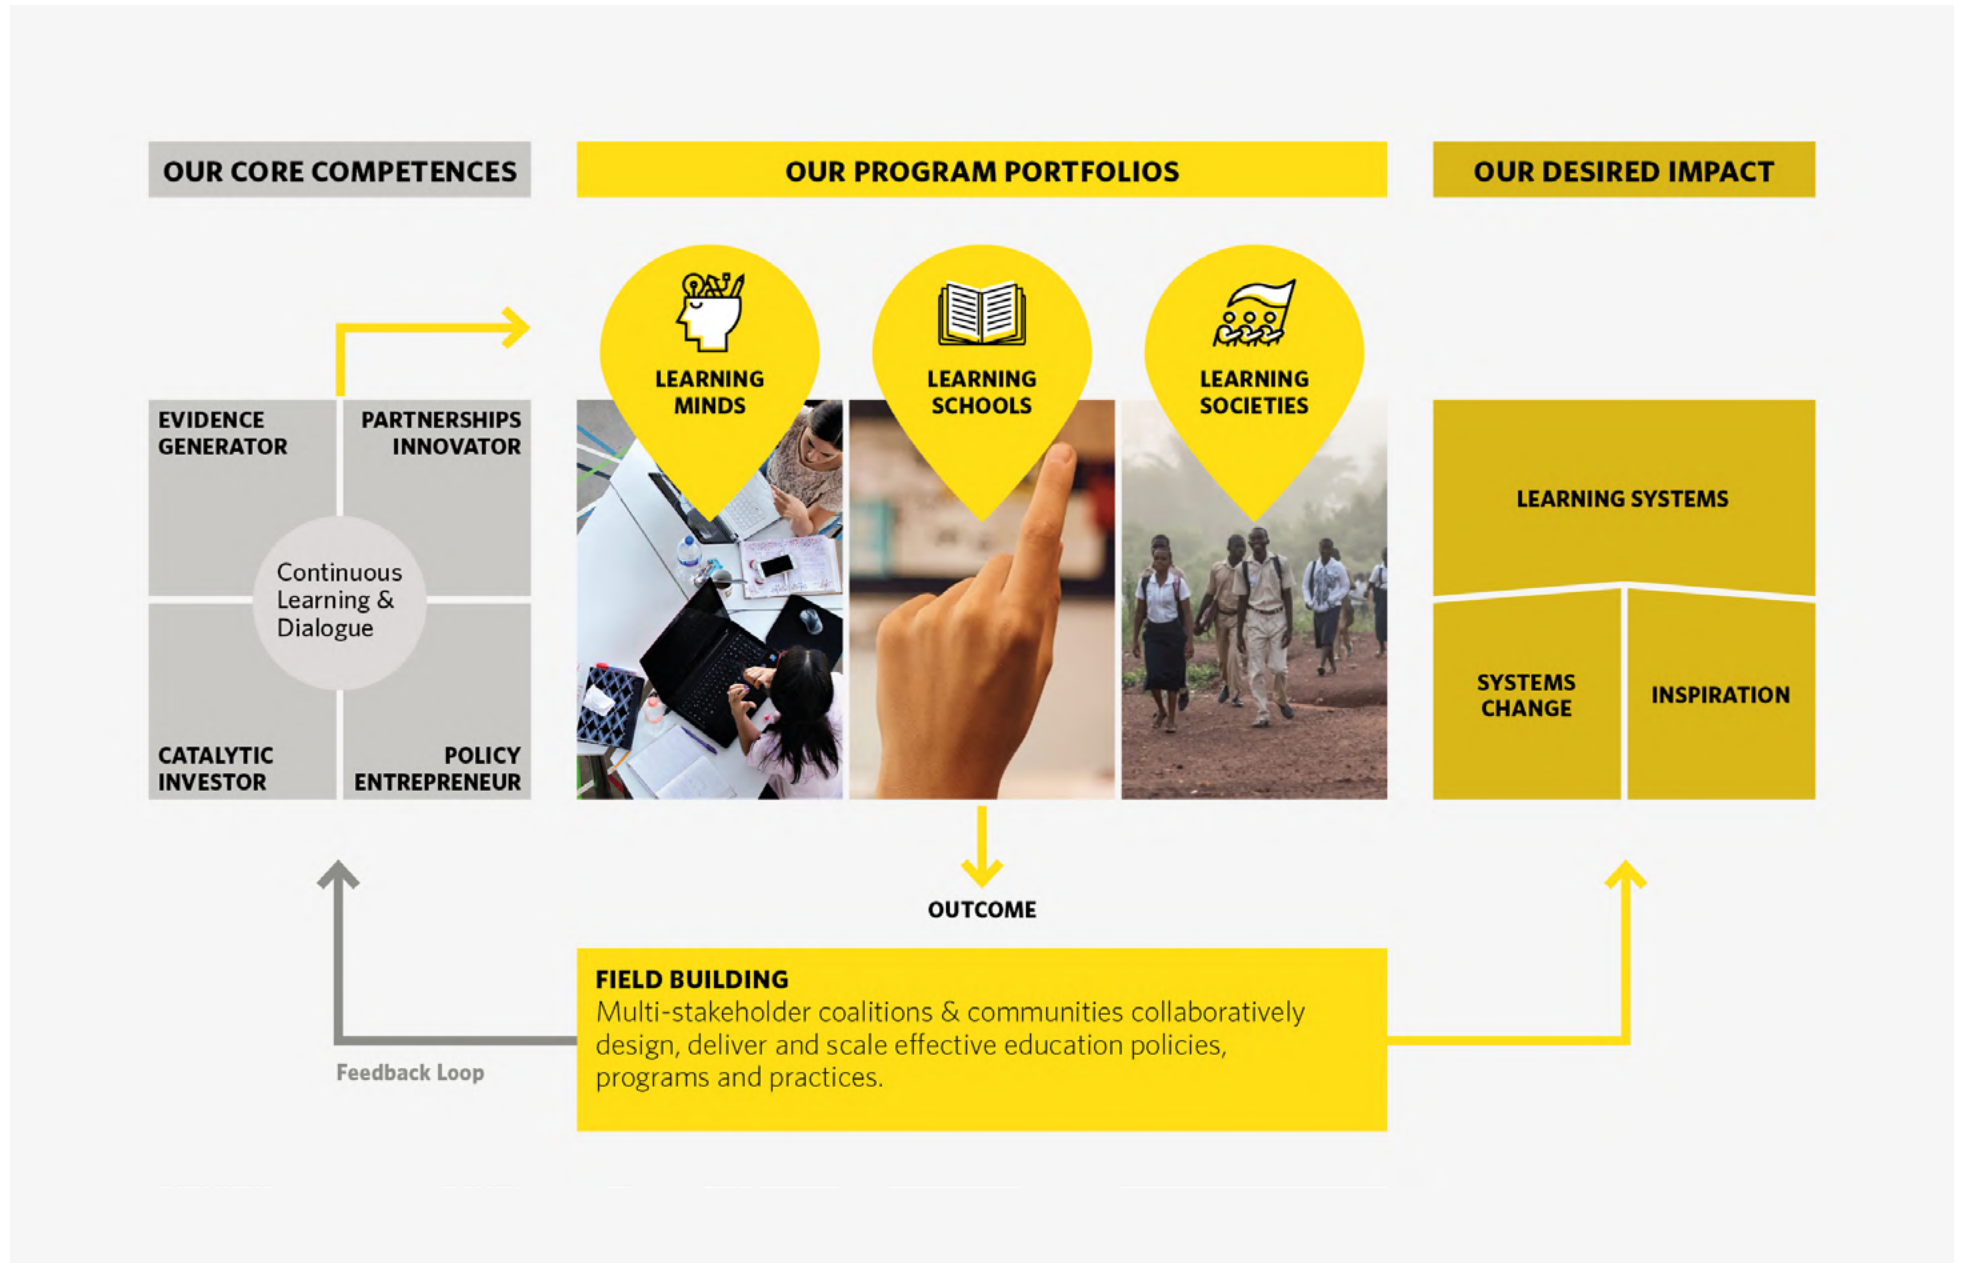 OUR CORE COMPETENCES
OUR PROGRAM PORTFOLIOS
OUR DESIRED IMPACT
EVIDENCE
GENERATOR
PARTNERSHIPS
INNOVATOR
Continuous
Learning &
Dialogue
CATALYTIC
INVESTOR
POLICY
ENTREPRENEUR
LEARNING
MINDS
LEARNING
SCHOOLS
LEARNING
SOCIETIES
LEARNING SYSTEMS
SYSTEMS
CHANGE
INSPIRATION
OUTCOME
FIELD BUILDING
Multi-stakeholder coalitions & communities collaboratively
design, deliver and scale effective education policies,
programs and practices.
Feedback Loop